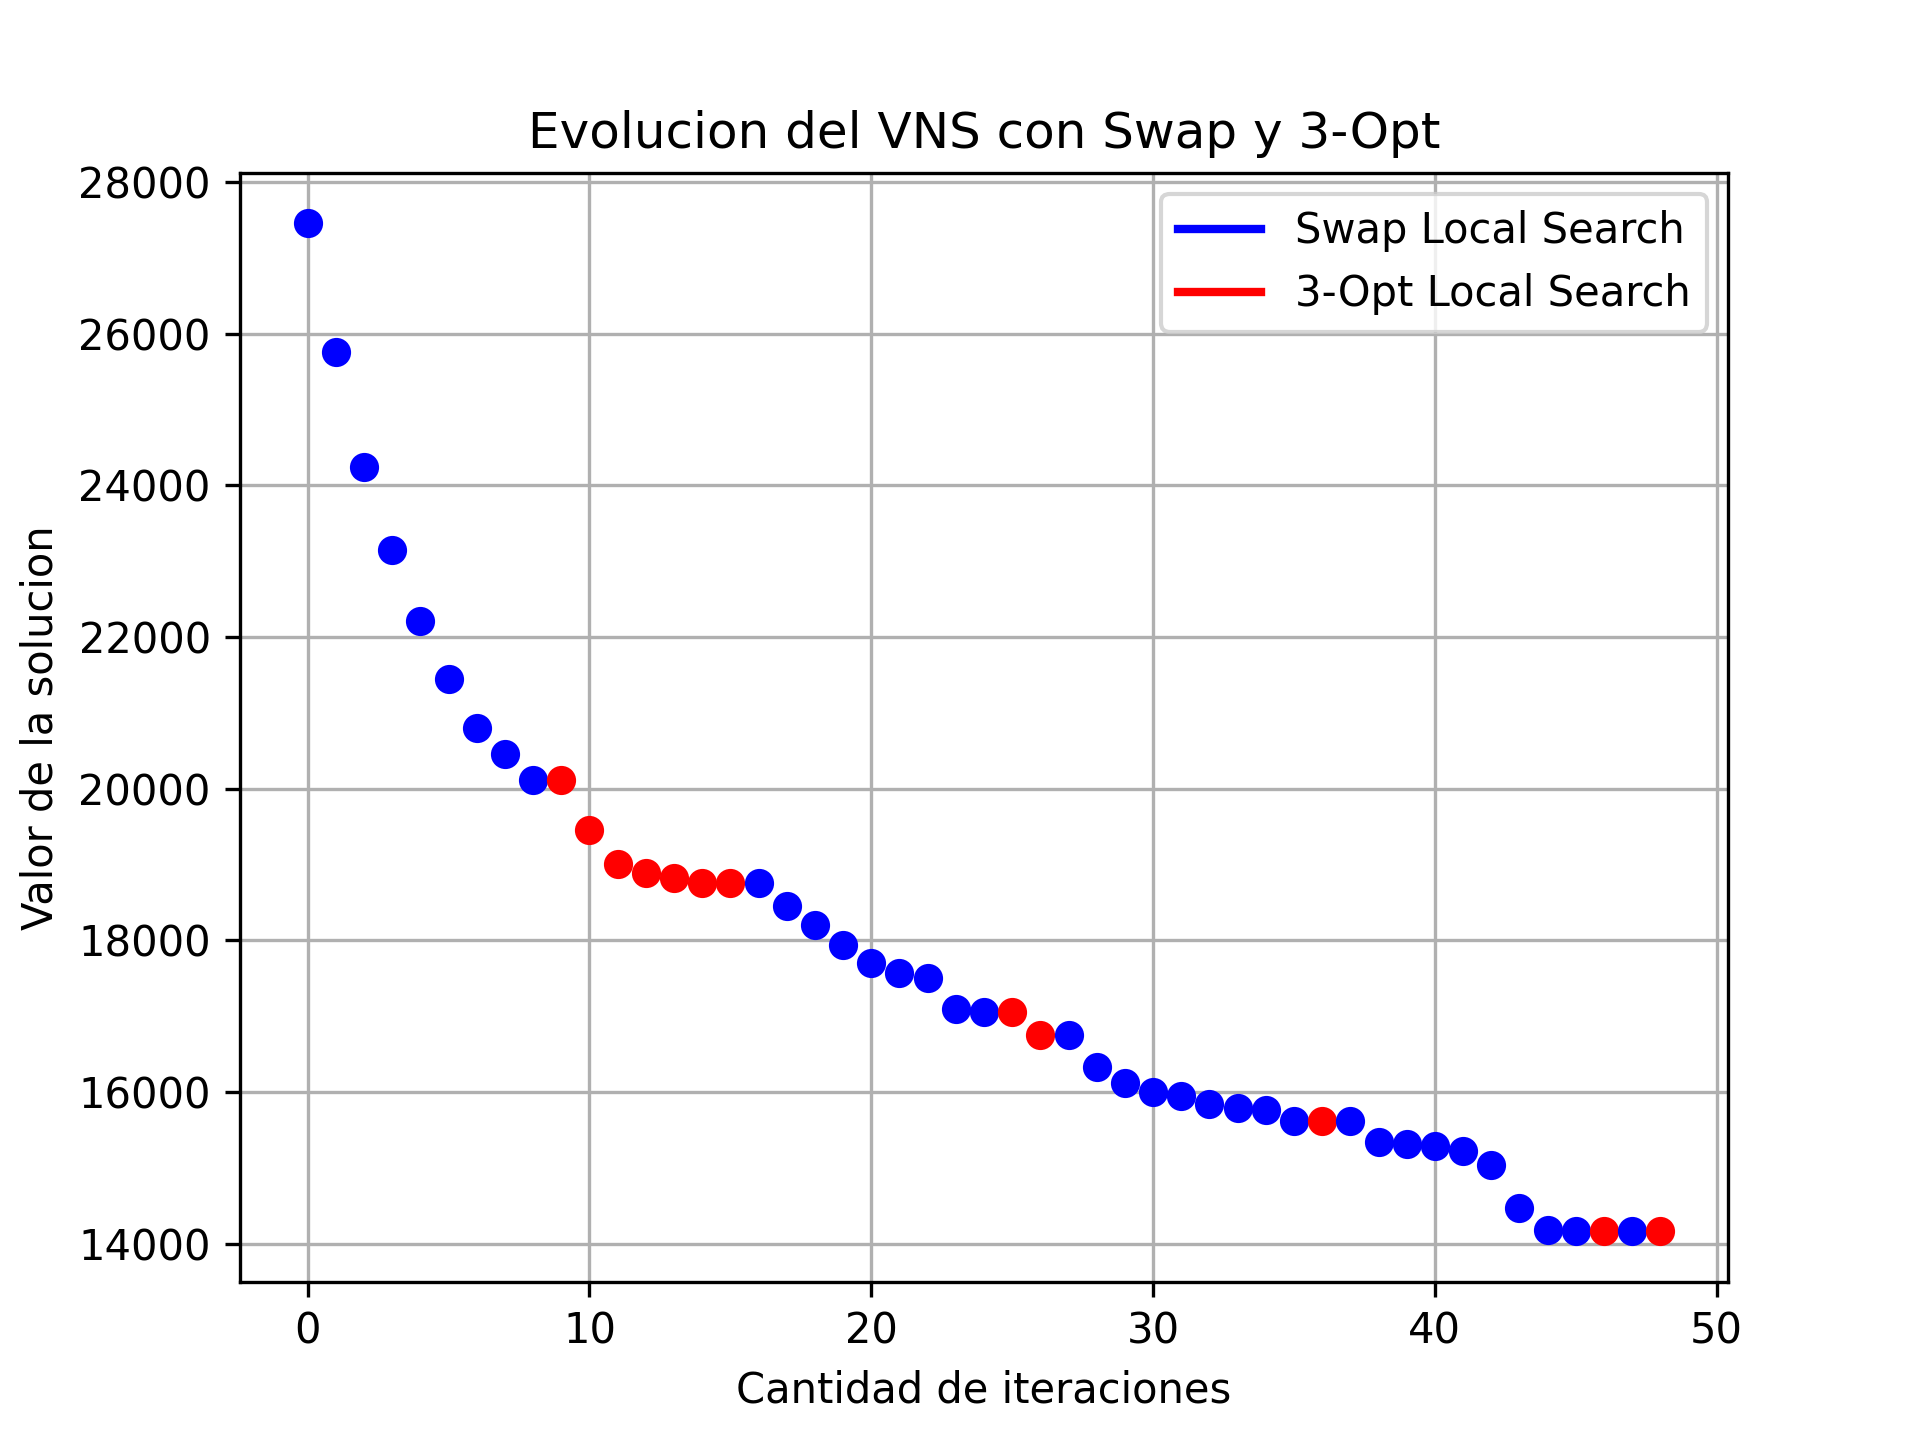 Evolucion del VNS con Swap y 3-Opt
Swap Local Search
3-Opt Local Search
Valor de la solucion
28000
26000
24000
22000
20000
18000
16000
14000
0 10 20 30 40 50
Cantidad de iteraciones